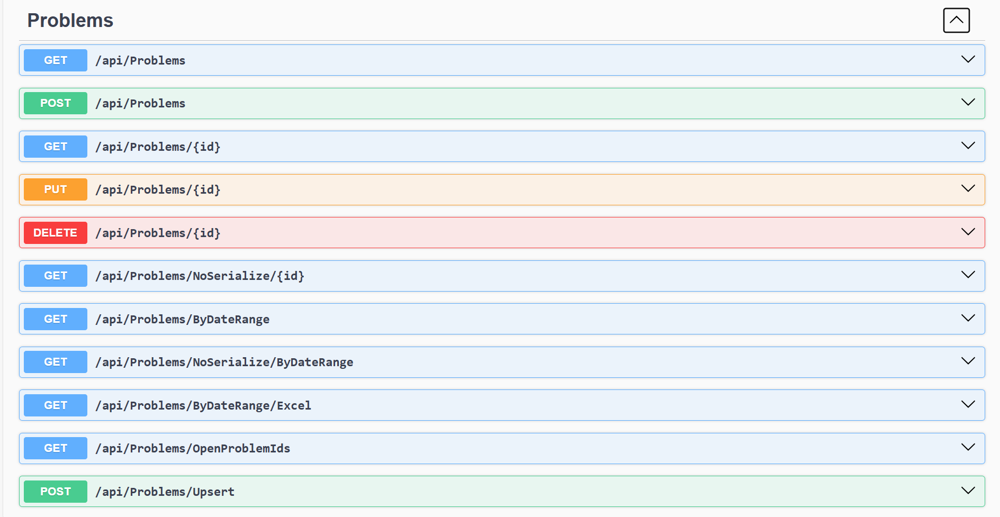 Problems
GET /api/Problems
POST /api/Problems
GET /api/Problems/{id}
PUT /api/Problems/{id}
DELETE /api/Problems/{id}
GET /api/Problems/NoSerialize/{id}
GET /api/Problems/ByDateRange
GET /api/Problems/NoSerialize/ByDateRange
GET /api/Problems/ByDateRange/Excel
GET /api/Problems/OpenProblemIds
POST /api/Problems/Upsert